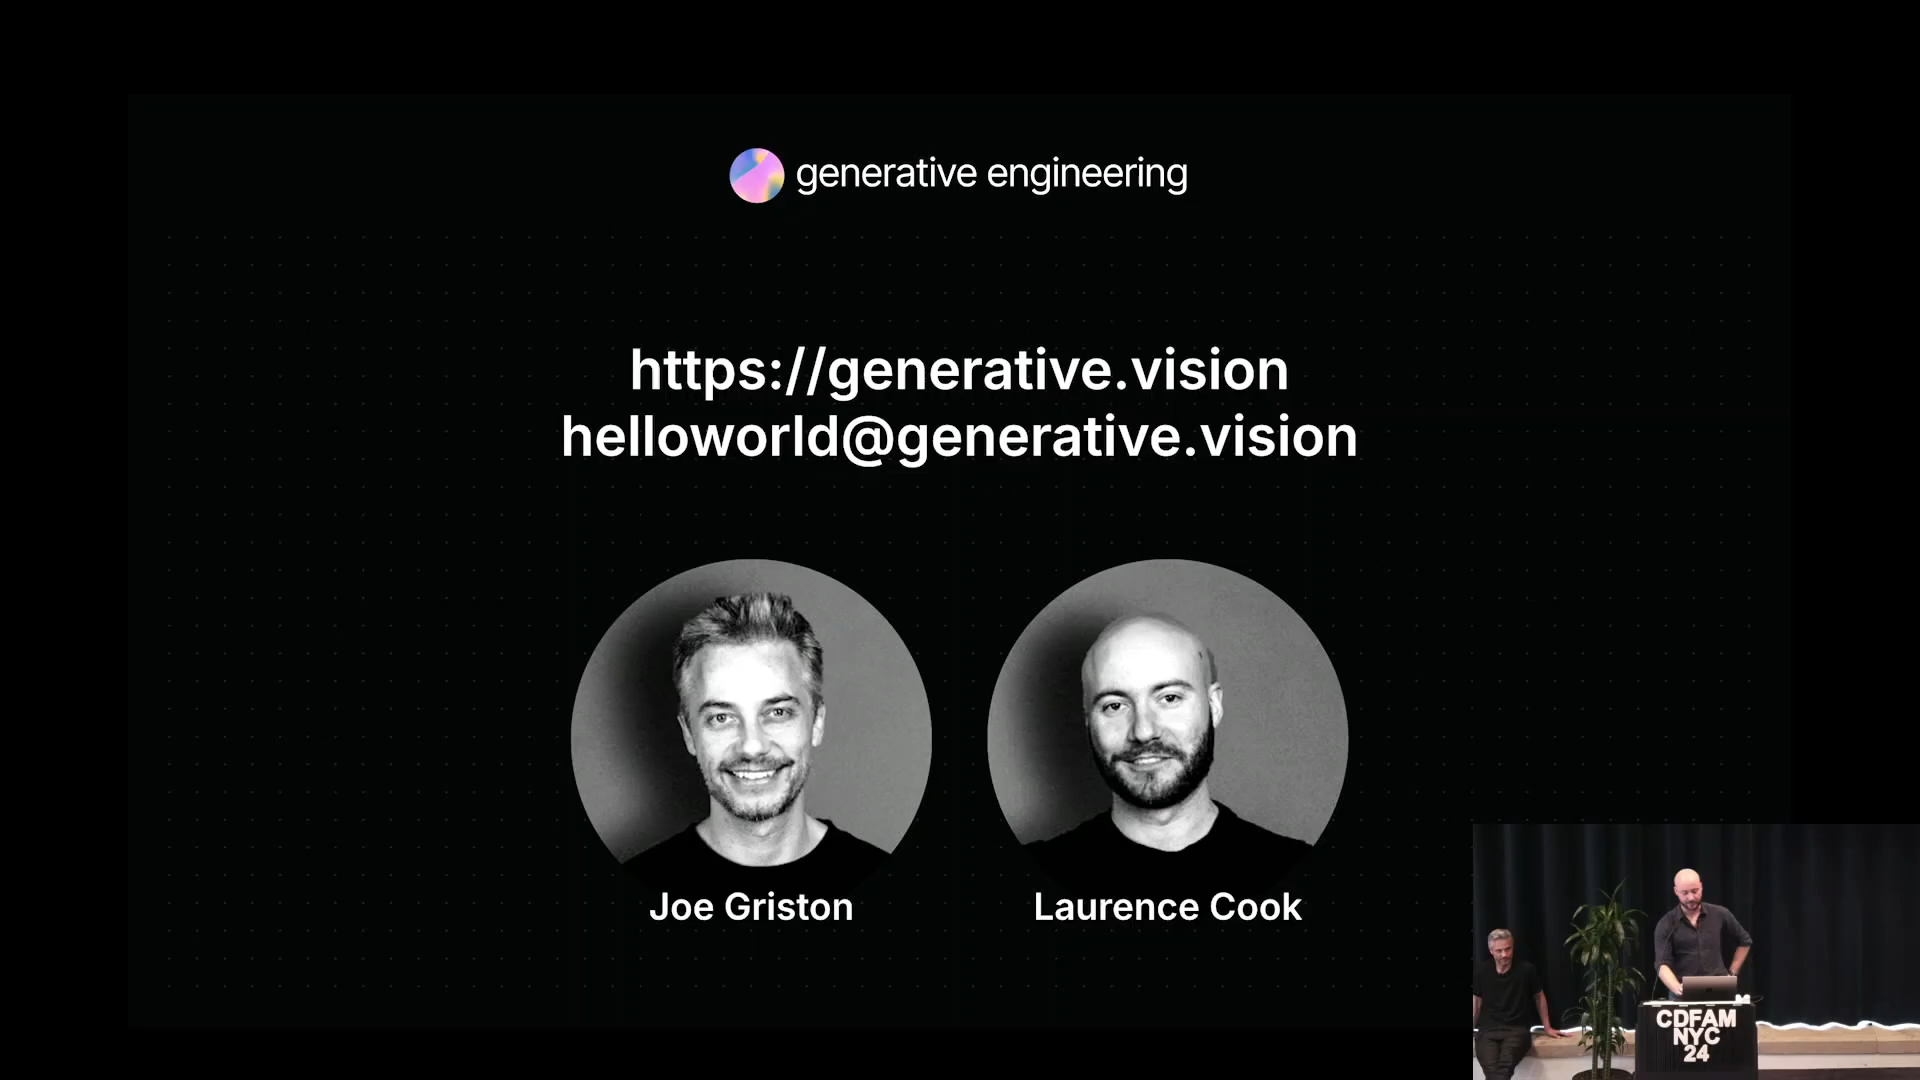 generative engineering
https://generative.vision
helloworld@generative.vision
Joe Griston
Laurence Cook
CDFAM
NYC
24